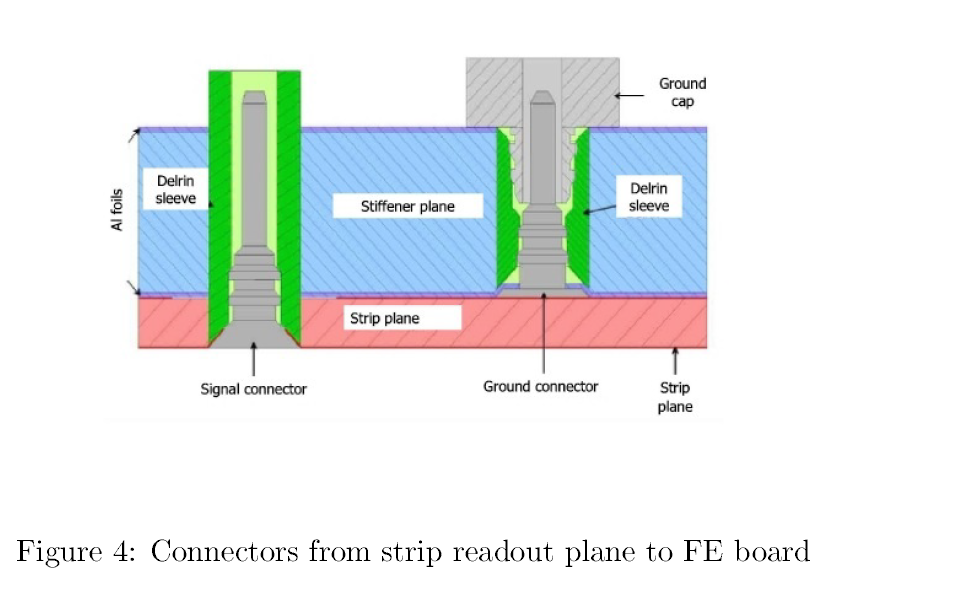 Ground
cap
Delrin
sleeve
Al foils
Stiffener plane
Delrin
sleeve
Strip plane
Signal connector
Ground connector
Strip
plane
Figure 4: Connectors from strip readout plane to FE board